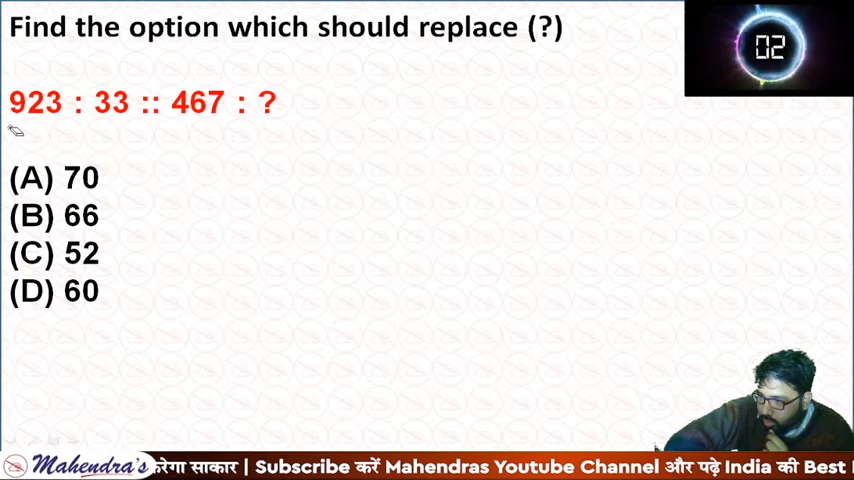 Find the option which should replace (?)
02
923 : 33 :: 467 : ?
(A) 70
(B) 66
(C) 52
(D) 60
Mahendra's
करेगा साकार | Subscribe करें Mahendras Youtube Channel और पढ़े India की Best